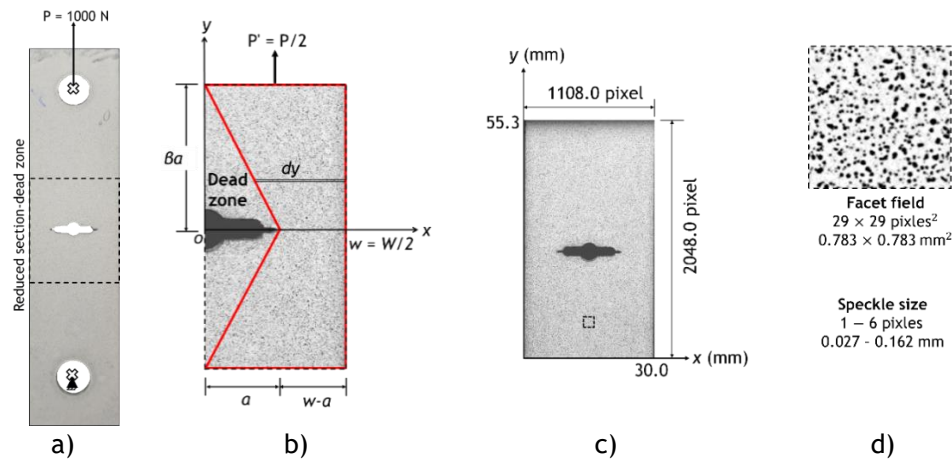 P = 1000 N
Reduced section-dead zone
a)
y
P' = P/2
βa
dy
Dead
zone
o
x
w = W/2
a
w-a
b)
y (mm)
1108.0 pixel
55.3
2048.0 pixel
x (mm)
30.0
c)
Facet field
29 × 29 pixles²
0.783 × 0.783 mm²
Speckle size
1 – 6 pixles
0.027 - 0.162 mm
d)